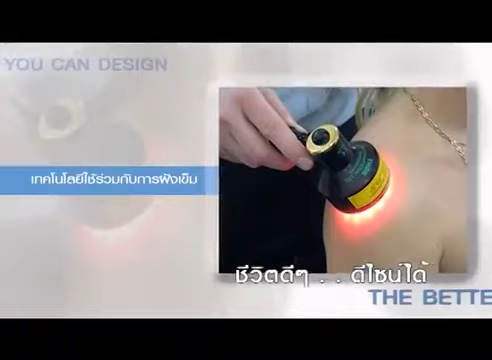 YOU CAN DESIGN
เทคโนโลยีใช้ร่วมกับการฝังเข็ม
ชีวิตดีๆ . . ดีไซน์ได้
THE BETTE